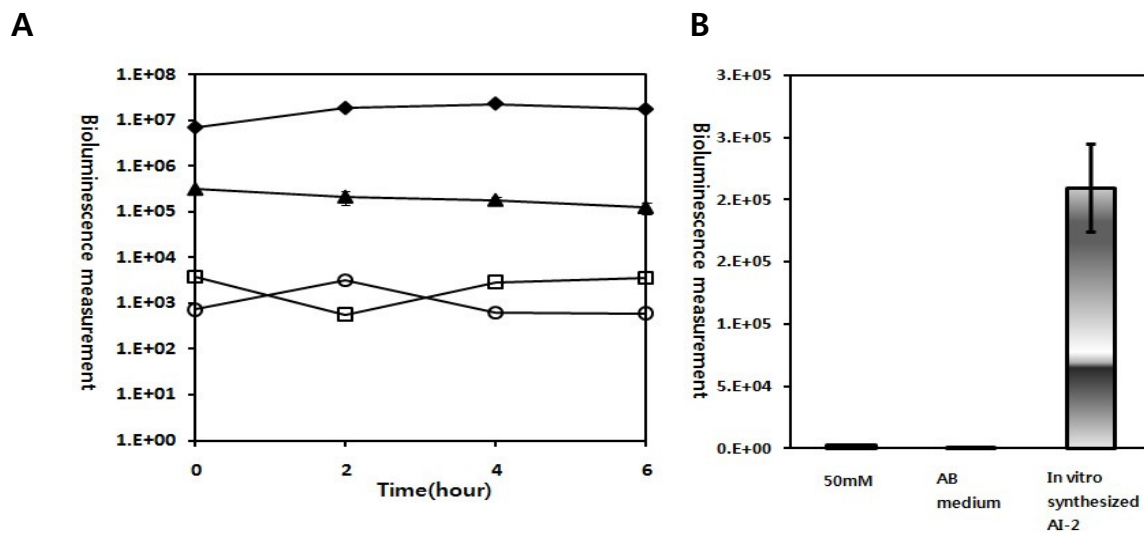 A
B
Bioluminescence measurement
1.E+08
1.E+07
1.E+06
1.E+05
1.E+04
1.E+03
1.E+02
1.E+01
1.E+00
0
2
4
6
Time(hour)
Bioluminescence measurement
3.E+05
3.E+05
2.E+05
2.E+05
1.E+05
5.E+04
0.E+00
50mM
AB
medium
In vitro
synthesized
AI-2